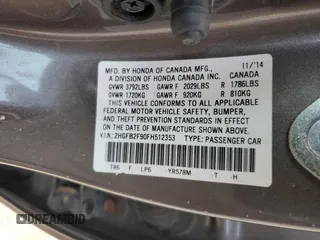 11/'14
MFD. BY HONDA OF CANADA MFG., CANADA
A DIVISION OF HONDA CANADA INC.
GVWR 3792LBS GAWR F 2029LBS R 1786LBS
GVWR 1720KG GAWR F 920KG R 810KG
THIS VEHICLE CONFORMS TO ALL APPLICABLE
FEDERAL MOTOR VEHICLE SAFETY, BUMPER,
AND THEFT PREVENTION STANDARDS IN EFFECT
ON THE DATE OF MANUFACTURE SHOWN ABOVE.
V.I.N.: 2HGFB2F90FH512353 TYPE: PASSENGER CAR
T86 F LP6 YR578M -T -H
© AUTOBIDMASTER